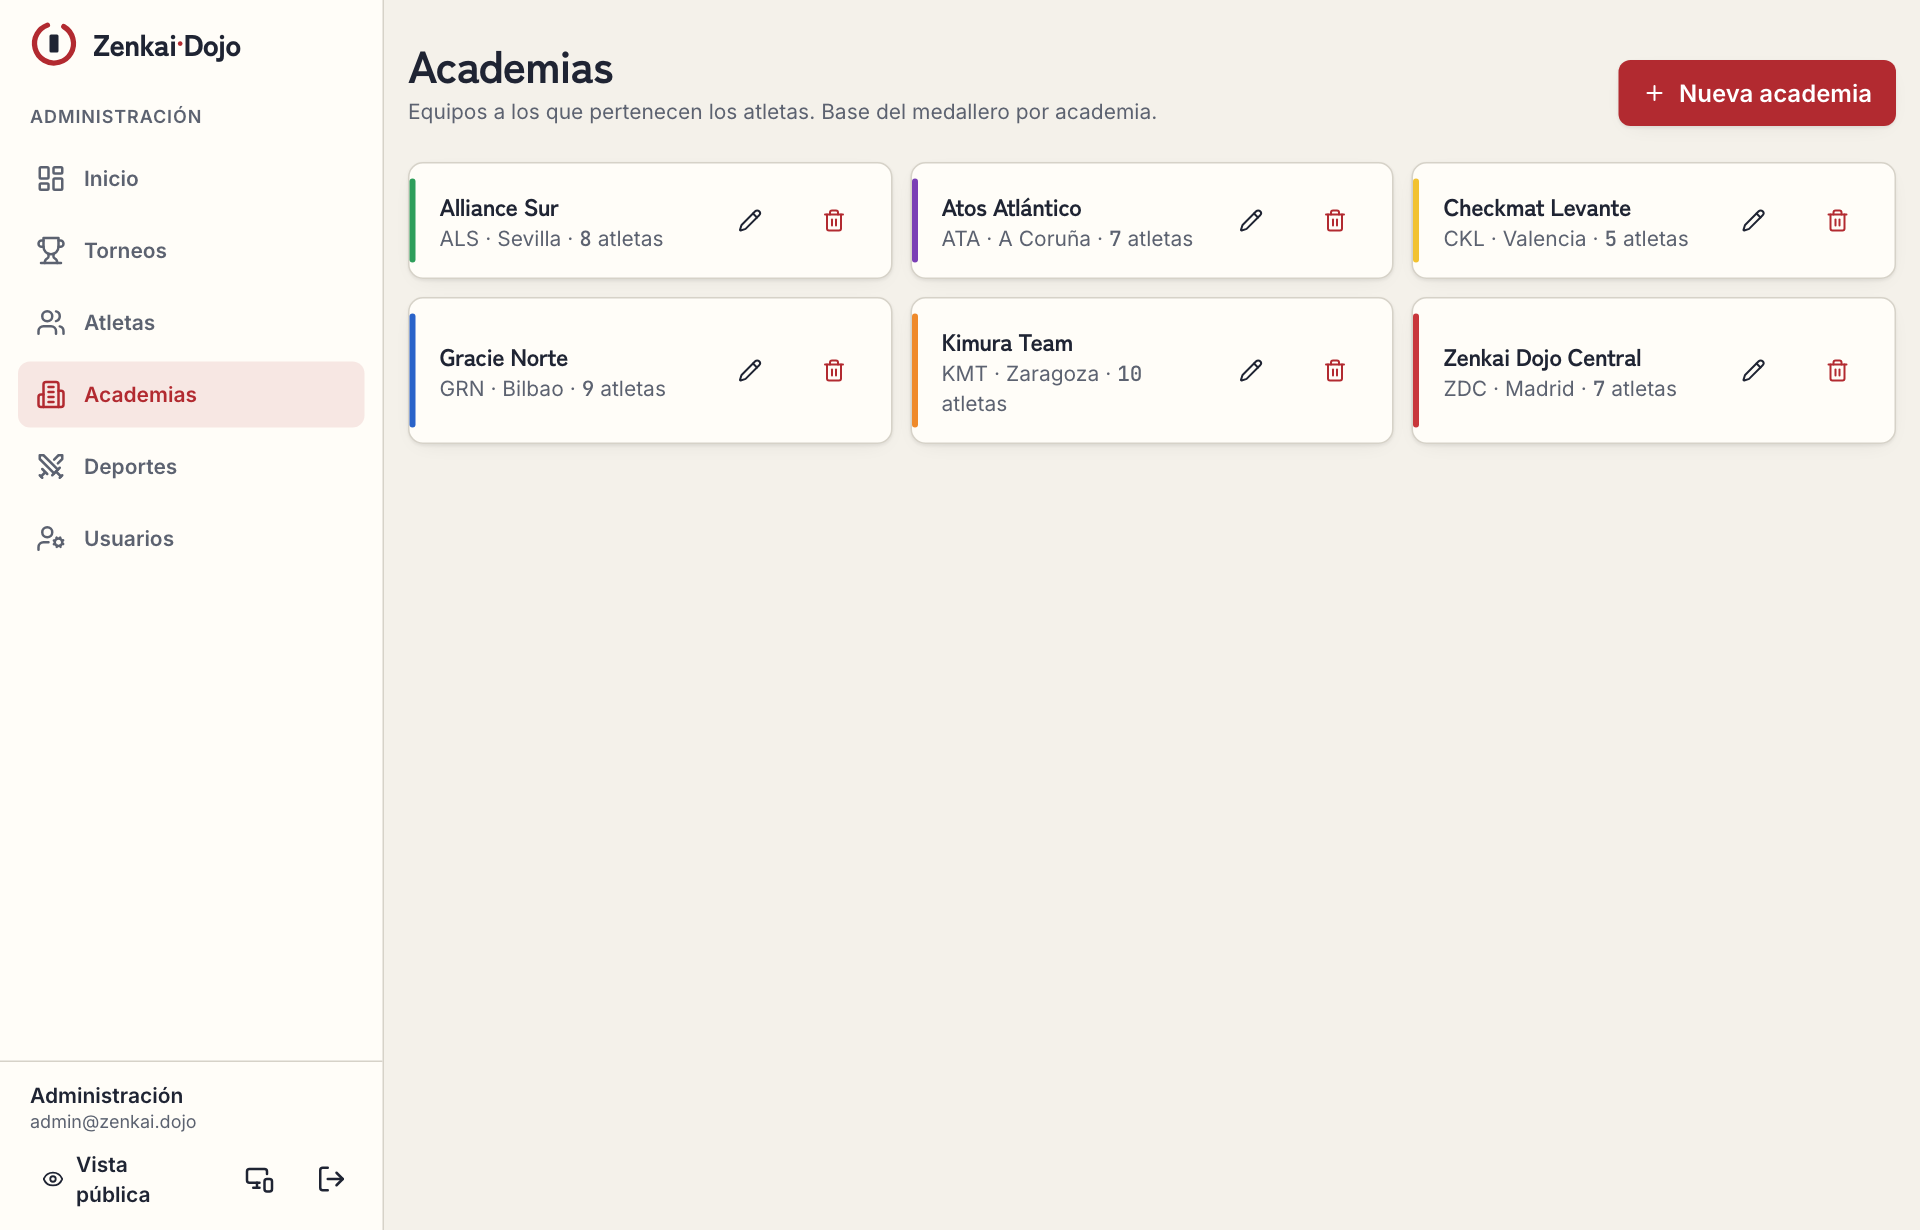 Zenkai·Dojo
ADMINISTRACIÓN
Inicio
Torneos
Atletas
Academias
Deportes
Usuarios
Administración
admin@zenkai.dojo
Vista
pública
Academias
Equipos a los que pertenecen los atletas. Base del medallero por academia.
+ Nueva academia
Alliance Sur
ALS · Sevilla · 8 atletas
Atos Atlántico
ATA · A Coruña · 7 atletas
Checkmat Levante
CKL · Valencia · 5 atletas
Gracie Norte
GRN · Bilbao · 9 atletas
Kimura Team
KMT · Zaragoza · 10
atletas
Zenkai Dojo Central
ZDC · Madrid · 7 atletas